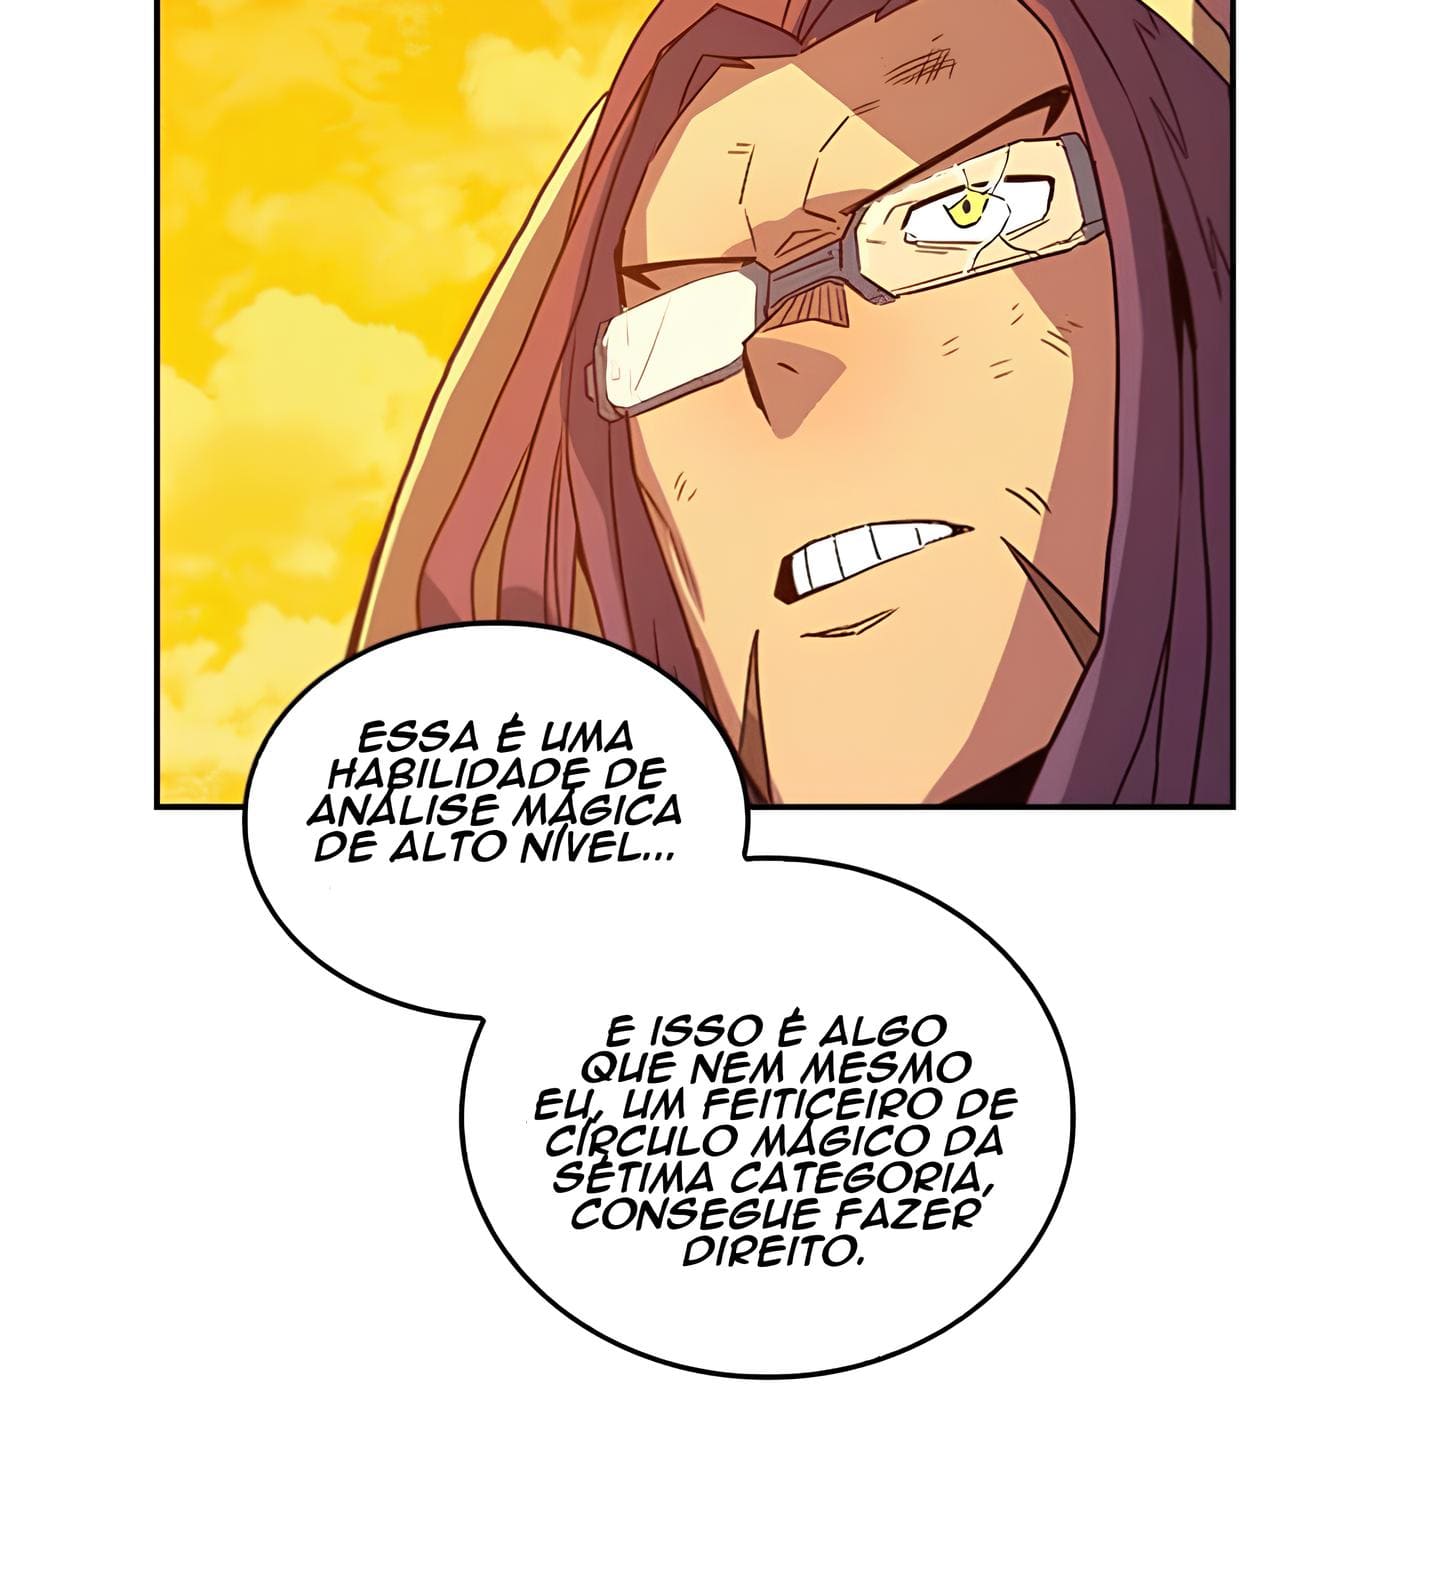 ESSA É UMA
HABILIDADE DE
ANÁLISE MÁGICA
DE ALTO NÍVEL...
E ISSO É ALGO
QUE NEM MESMO
EU, UM FEITICEIRO DE
CÍRCULO MÁGICO DA
SÉTIMA CATEGORIA,
CONSEGUE FAZER
DIREITO.